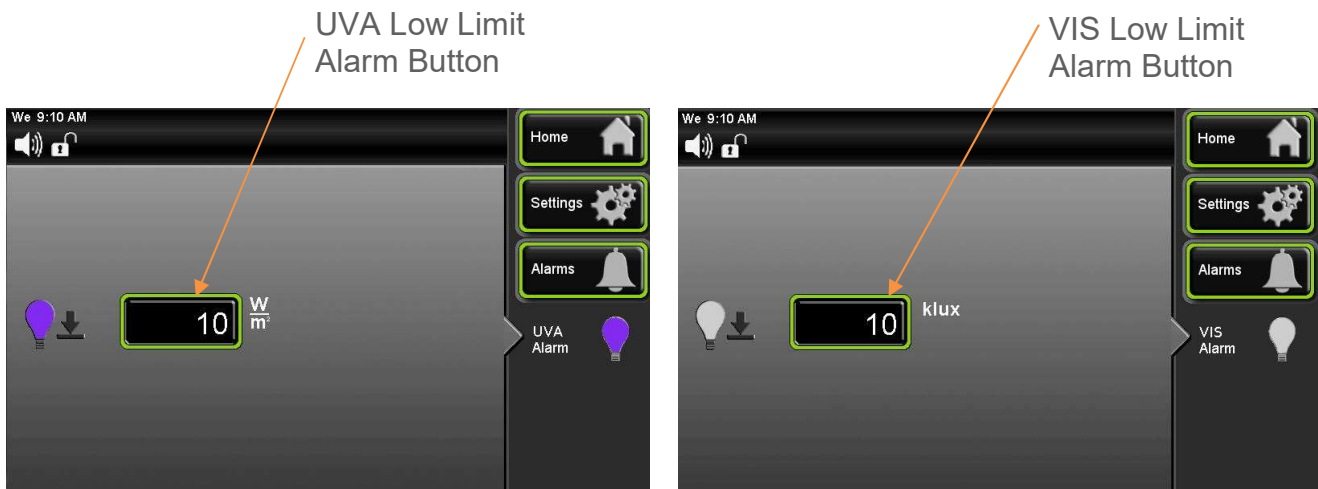 UVA Low Limit
Alarm Button
VIS Low Limit
Alarm Button
We 9:10 AM
Home
Settings
Alarms
10
W
m²
UVA
Alarm
We 9:10 AM
Home
Settings
Alarms
10
klux
VIS
Alarm